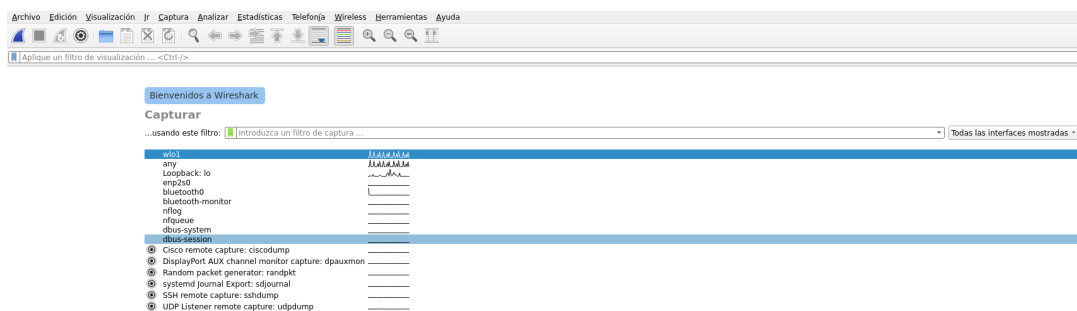 Archivo Edición Visualización Ir Captura Analizar Estadísticas Telefonía Wireless Herramientas Ayuda
Aplique un filtro de visualización ... <Ctrl-/>
Bienvenidos a Wireshark
Capturar
...usando este filtro: Introduzca un filtro de captura ... Todas las interfaces mostradas
wlo1
any
Loopback: lo
enp2s0
bluetooth0
bluetooth-monitor
nflog
nfqueue
dbus-system
dbus-session
Cisco remote capture: ciscodump
DisplayPort AUX channel monitor capture: dpauxmon
Random packet generator: randpkt
systemd Journal Export: sdjournal
SSH remote capture: sshdump
UDP Listener remote capture: udpdump